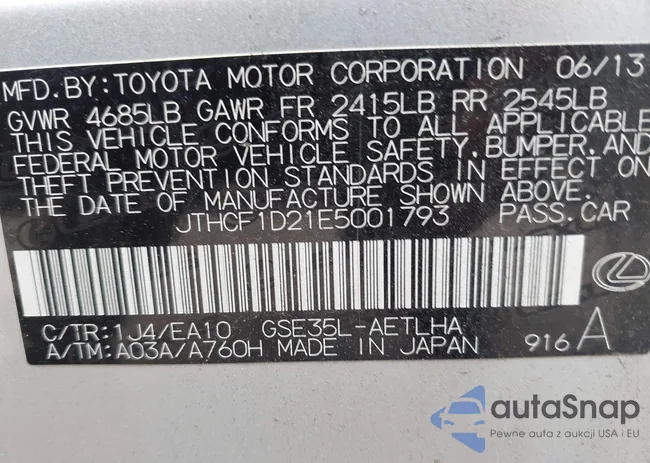 MFD.BY:TOYOTA MOTOR CORPORATION 06/13
GVWR 4685LB GAWR FR 2415LB RR 2545LB
THIS VEHICLE CONFORMS TO ALL APPLICABLE
FEDERAL MOTOR VEHICLE SAFETY,BUMPER,AND
THEFT PREVENTION STANDARDS IN EFFECT ON
THE DATE OF MANUFACTURE SHOWN ABOVE.
JTHCF1D21E5001793 PASS.CAR
C/TR:1J4/EA10 GSE35L-AETLHA
A/TM:A03A/A760H MADE IN JAPAN 916 A
autoSnap
Pewne auta z aukcji USA i EU